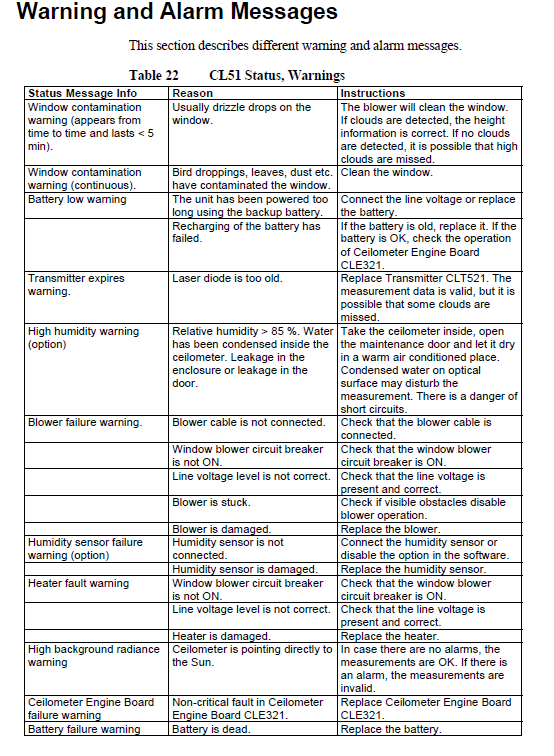 Warning and Alarm Messages
This section describes different warning and alarm messages.
Table 22 CL51 Status, Warnings
Status Message Info Reason Instructions
Window contamination
warning (appears from
time to time and lasts < 5
min).
Usually drizzle drops on the
window.
The blower will clean the window.
If clouds are detected, the height
information is correct. If no clouds
are detected, it is possible that high
clouds are missed.
Window contamination
warning (continuous).
Bird droppings, leaves, dust etc.
have contaminated the window.
Clean the window.
Battery low warning
The unit has been powered too
long using the backup battery.
Connect the line voltage or replace
the battery.
Recharging of the battery has
failed.
If the battery is old, replace it. If the
battery is OK, check the operation
of Ceilometer Engine Board
CLE321.
Transmitter expires
warning.
Laser diode is too old.
Replace Transmitter CLT521. The
measurement data is valid, but it is
possible that some clouds are
missed.
High humidity warning
(option)
Relative humidity > 85 %. Water
has been condensed inside the
ceilometer. Leakage in the
enclosure or leakage in the
door.
Take the ceilometer inside, open
the maintenance door and let it dry
in a warm air conditioned place.
Condensed water on optical
surface may disturb the
measurement. There is a danger of
short circuits.
Blower failure warning.
Blower cable is not connected.
Check that the blower cable is
connected.
Window blower circuit breaker
is not ON.
Check that the window blower
circuit breaker is ON.
Line voltage level is not correct.
Check that the line voltage is
present and correct.
Blower is stuck.
Check if visible obstacles disable
blower operation.
Blower is damaged.
Replace the blower.
Humidity sensor failure
warning (option)
Humidity sensor is not
connected.
Connect the humidity sensor or
disable the option in the software.
Humidity sensor is damaged.
Replace the humidity sensor.
Heater fault warning
Window blower circuit breaker
is not ON.
Check that the window blower
circuit breaker is ON.
Line voltage level is not correct.
Check that the line voltage is
present and correct.
Heater is damaged.
Replace the heater.
High background radiance
warning
Ceilometer is pointing directly to
the Sun.
In case there are no alarms, the
measurements are OK. If there is
an alarm, the measurements are
invalid.
Ceilometer Engine Board
failure warning
Non-critical fault in Ceilometer
Engine Board CLE321.
Replace Ceilometer Engine Board
CLE321.
Battery failure warning
Battery is dead.
Replace the battery.